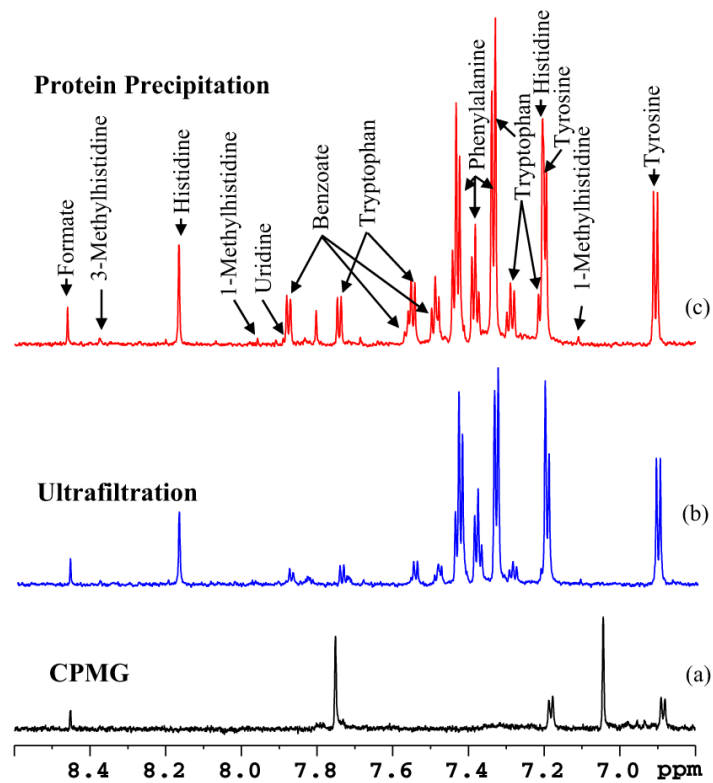 Protein Precipitation
Formate
3-Methylhistidine
Histidine
1-Methylhistidine
Uridine
Benzoate
Tryptophan
Phenylalanine
Tryptophan
Histidine
Tyrosine
1-Methylhistidine
Tyrosine
(c)
Ultrafiltration
(b)
CPMG
(a)
8.4 8.2 8.0 7.8 7.6 7.4 7.2 7.0 ppm